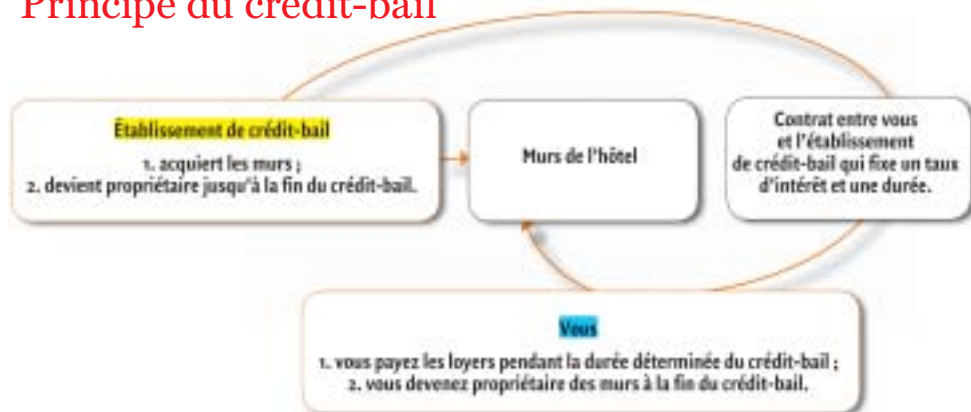 Principe du crédit-bail
Établissement de crédit-bail
1. acquiert les murs ;
2. devient propriétaire jusqu'à la fin du crédit-bail.
Murs de l'hôtel
Contrat entre vous
et l'établissement
de crédit-bail qui fixe un taux
d'intérêt et une durée.
Vous
1. vous payez les loyers pendant la durée déterminée du crédit-bail ;
2. vous devenez propriétaire des murs à la fin du crédit-bail.